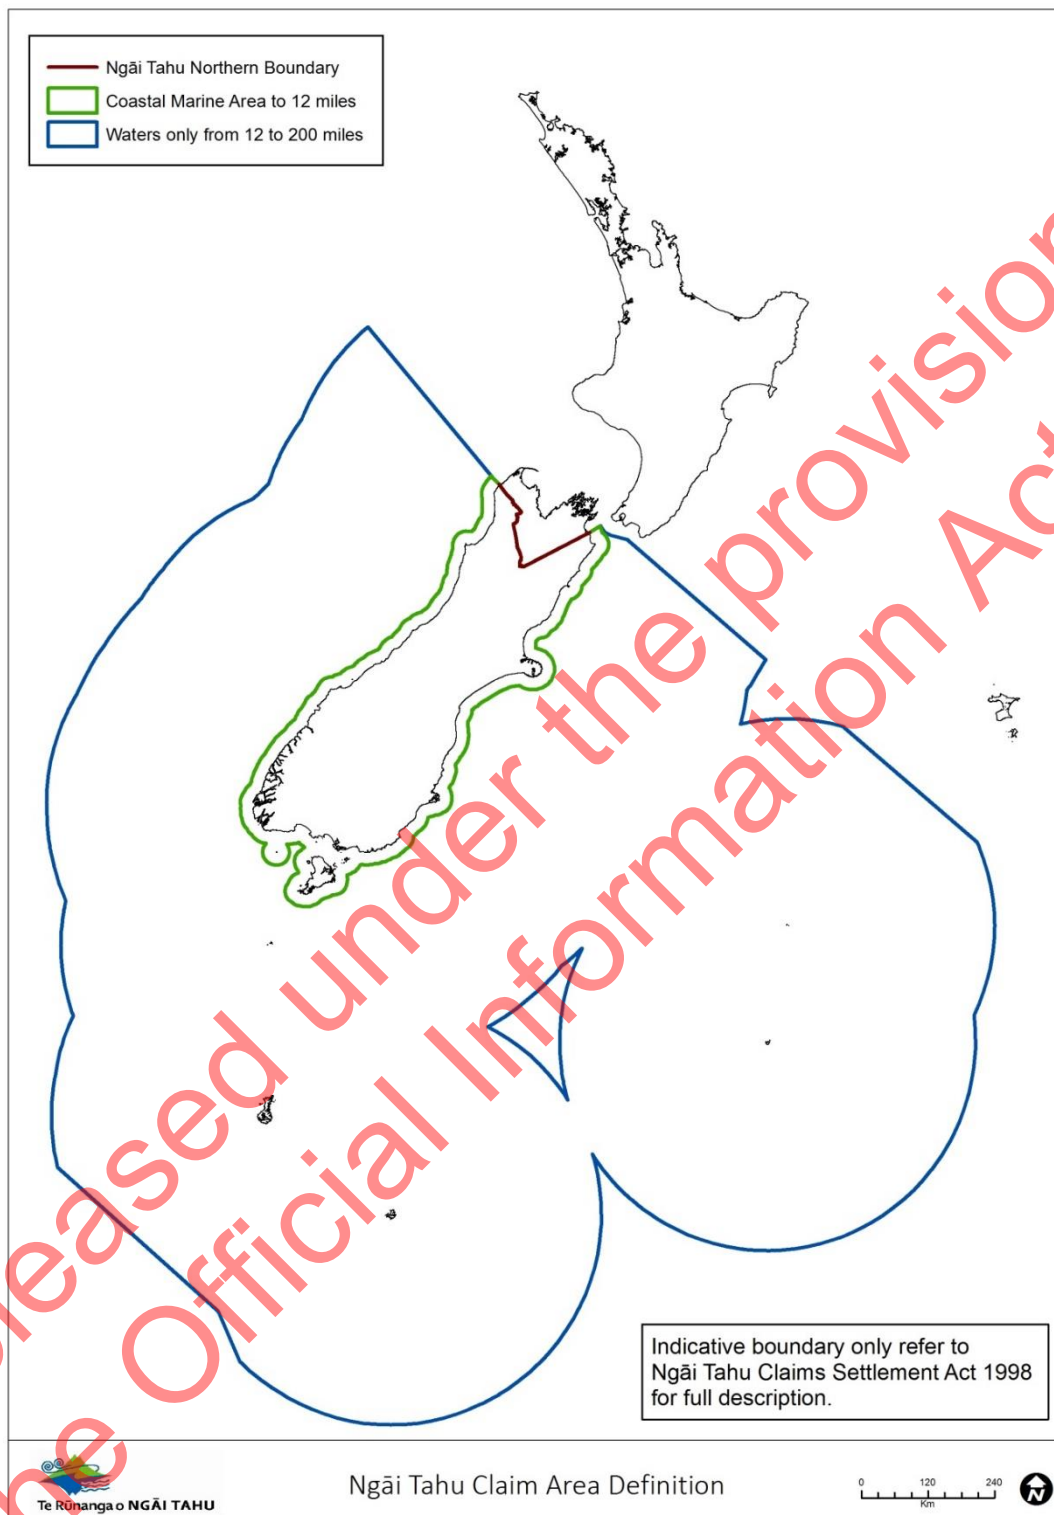 Ngāi Tahu Northern Boundary
Coastal Marine Area to 12 miles
Waters only from 12 to 200 miles
Released under the provision
the Official Information Act
Indicative boundary only refer to
Ngāi Tahu Claims Settlement Act 1998
for full description.
Te Rūnanga o NGĀI TAHU
Ngāi Tahu Claim Area Definition
0 120 240
Km
N